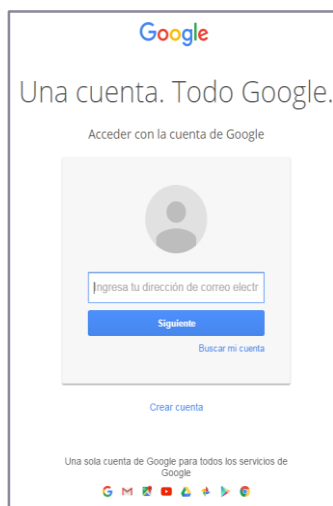 Google
Una cuenta. Todo Google.
Acceder con la cuenta de Google
Ingresa tu dirección de correo electr
Siguiente
Buscar mi cuenta
Crear cuenta
Una sola cuenta de Google para todos los servicios de
Google